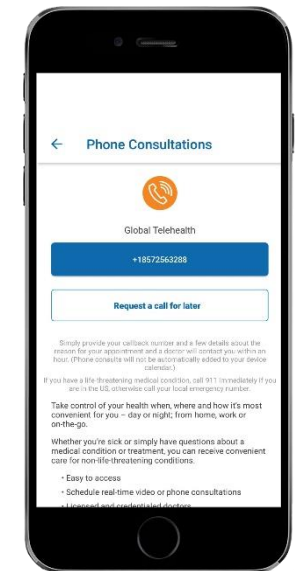 Phone Consultations
Global Telehealth
+18572563288
Request a call for later
Simply provide your callback number and a few details about the
reason for your appointment and a doctor will contact you within an
hour. (Phone consults will not be automatically added to your device
calendar.)
If you have a life-threatening medical condition, call 911 immediately if you
are in the US, otherwise call your local emergency number.
Take control of your health when, where and how it's most
convenient for you – day or night; from home, work or
on-the-go.
Whether you're sick or simply have questions about a
medical condition or treatment, you can receive convenient
care for non-life-threatening conditions.
• Easy to access
• Schedule real-time video or phone consultations
• Licensed and credentialed doctors